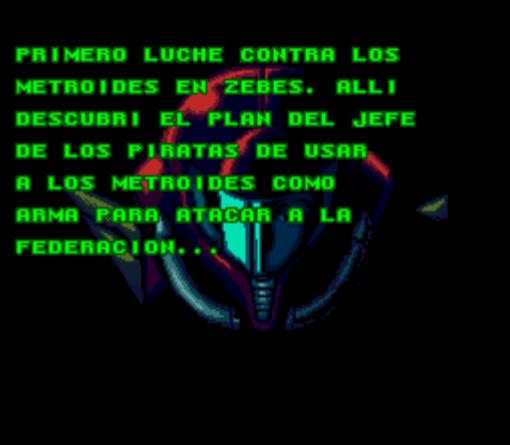 PRIMERO LUCHE CONTRA LOS
METROIDES EN ZEBES. ALLI
DESCUBRI EL PLAN DEL JEFE
DE LOS PIRATAS DE USAR
A LOS METROIDES COMO
ARMA PARA ATACAR A LA
FEDERACION...